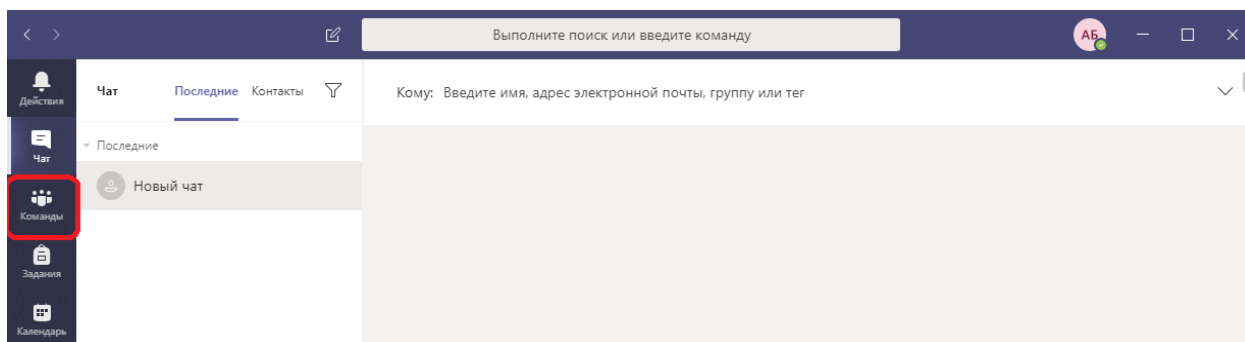 Выполните поиск или введите команду
АБ
Действия
Чат
Последние
Контакты
Кому: Введите имя, адрес электронной почты, группу или тег
Чат
Последние
Новый чат
Команды
Задания
Календарь